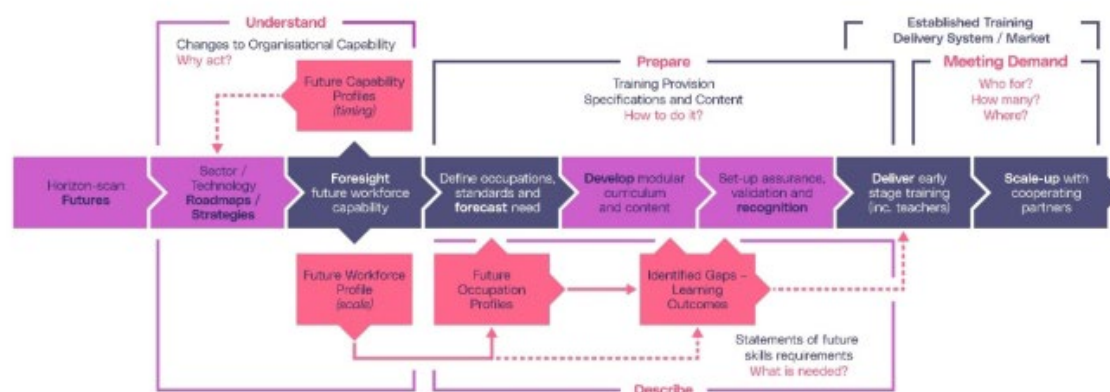 Understand
Changes to Organisational Capability
Why act?
Established Training
Delivery System / Market
Prepare
Training Provision
Specifications and Content
How to do it?
Meeting Demand
Who for?
How many?
Where?
Future Capability
Profiles
(timing)
Horizon-scan
Futures
Sector /
Technology
Roadmaps /
Strategies
Foresight
future workforce
capability
Define occupations,
standards and
forecast need
Develop modular
curriculum
and content
Set-up assurance,
validation and
recognition
Deliver early
stage training
(inc. teachers)
Scale-up with
cooperating
partners
Future Workforce
Profile
(scale)
Future
Occupation
Profiles
Identified Gaps –
Learning
Outcomes
Statements of future
skills requirements
What is needed?
Describe